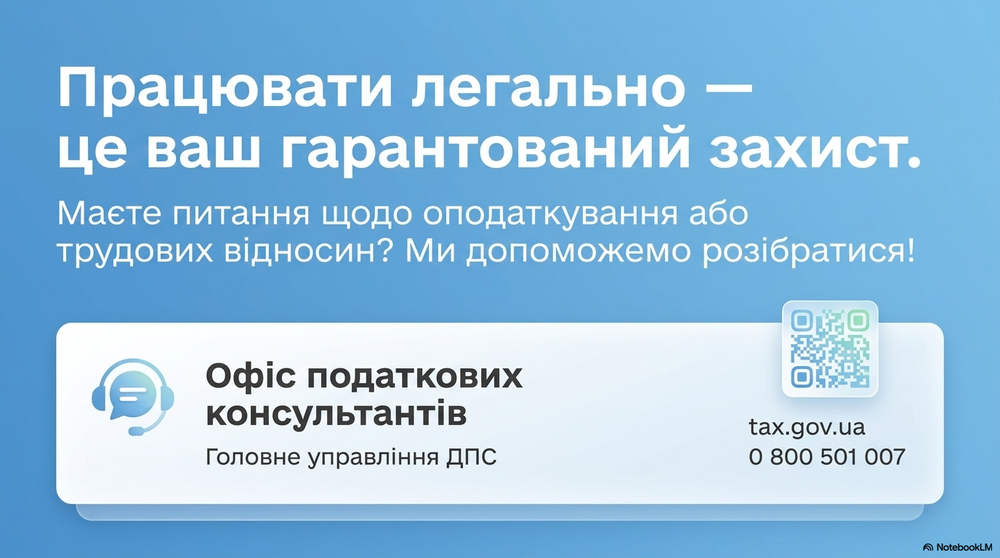 Працювати легально —
це ваш гарантований захист.
Маєте питання щодо оподаткування або
трудових відносин? Ми допоможемо розібратися!
Офіс податкових
консультантів
Головне управління ДПС
tax.gov.ua
0 800 501 007
NotebookLM